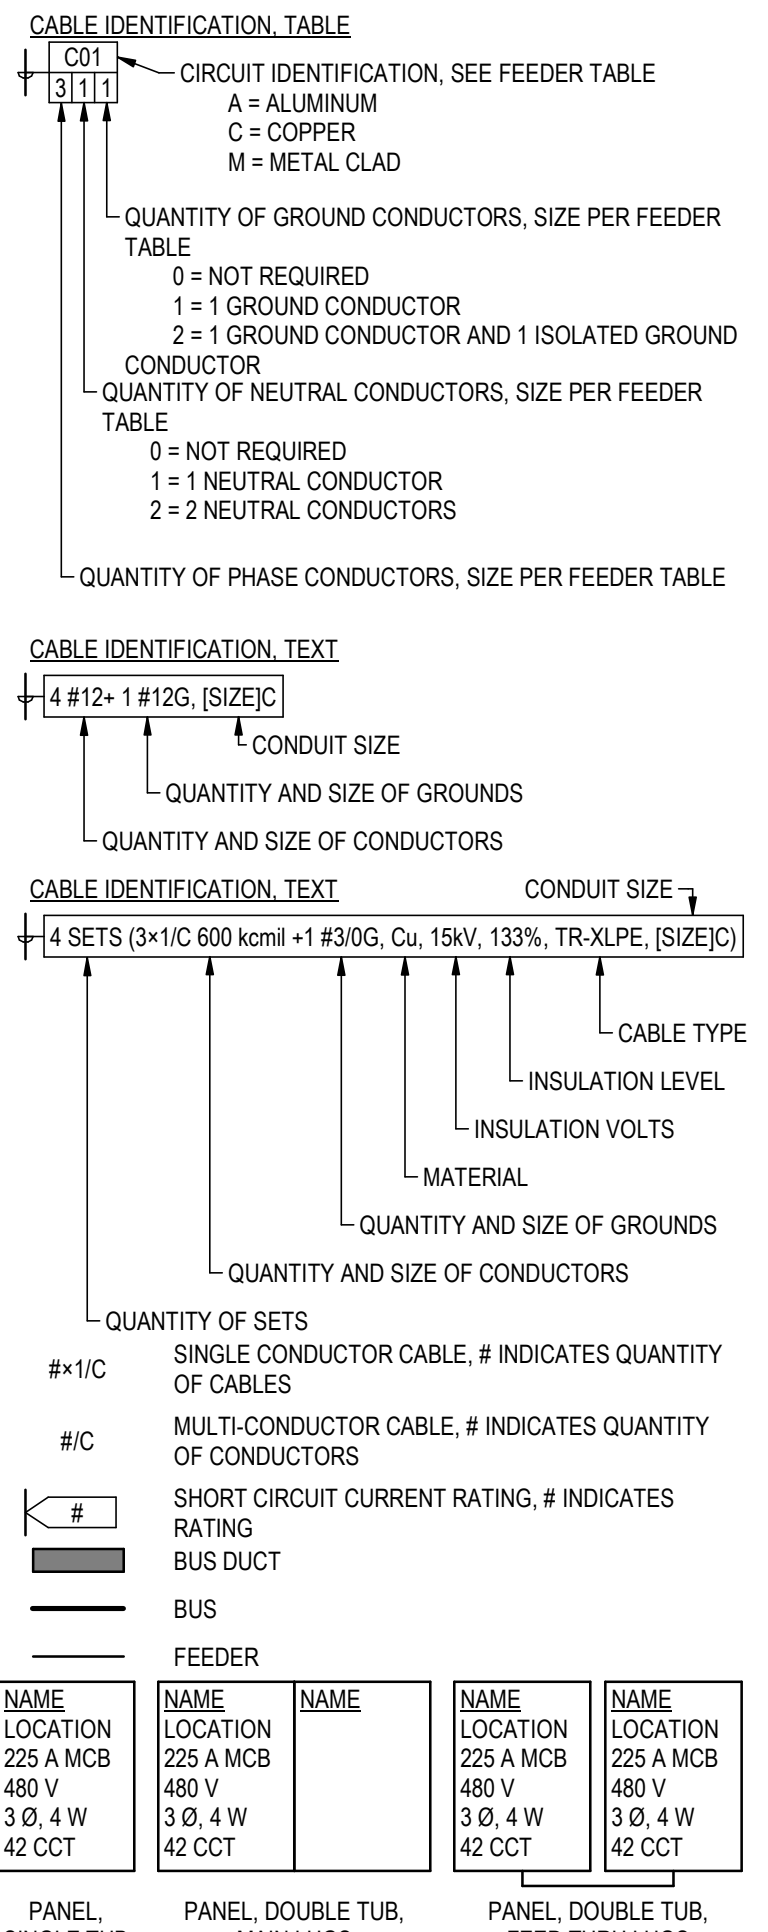 CABLE IDENTIFICATION, TABLE
C01
3 1 1
CIRCUIT IDENTIFICATION, SEE FEEDER TABLE
A = ALUMINUM
C = COPPER
M = METAL CLAD
QUANTITY OF GROUND CONDUCTORS, SIZE PER FEEDER
TABLE
0 = NOT REQUIRED
1 = 1 GROUND CONDUCTOR
2 = 1 GROUND CONDUCTOR AND 1 ISOLATED GROUND
CONDUCTOR
QUANTITY OF NEUTRAL CONDUCTORS, SIZE PER FEEDER
TABLE
0 = NOT REQUIRED
1 = 1 NEUTRAL CONDUCTOR
2 = 2 NEUTRAL CONDUCTORS
QUANTITY OF PHASE CONDUCTORS, SIZE PER FEEDER TABLE
CABLE IDENTIFICATION, TEXT
4 #12+ 1 #12G, [SIZE]C
CONDUIT SIZE
QUANTITY AND SIZE OF GROUNDS
QUANTITY AND SIZE OF CONDUCTORS
CABLE IDENTIFICATION, TEXT
CONDUIT SIZE
4 SETS (3×1/C 600 kcmil +1 #3/0G, Cu, 15kV, 133%, TR-XLPE, [SIZE]C)
CABLE TYPE
INSULATION LEVEL
INSULATION VOLTS
MATERIAL
QUANTITY AND SIZE OF GROUNDS
QUANTITY AND SIZE OF CONDUCTORS
QUANTITY OF SETS
#×1/C
SINGLE CONDUCTOR CABLE, # INDICATES QUANTITY
OF CABLES
#/C
MULTI-CONDUCTOR CABLE, # INDICATES QUANTITY
OF CONDUCTORS
#
SHORT CIRCUIT CURRENT RATING, # INDICATES
RATING
BUS DUCT
BUS
FEEDER
NAME
LOCATION
225 A MCB
480 V
3 Ø, 4 W
42 CCT
NAME
LOCATION
225 A MCB
480 V
3 Ø, 4 W
42 CCT
NAME
NAME
LOCATION
225 A MCB
480 V
3 Ø, 4 W
42 CCT
NAME
LOCATION
225 A MCB
480 V
3 Ø, 4 W
42 CCT
PANEL,
PANEL, DOUBLE TUB,
PANEL, DOUBLE TUB,